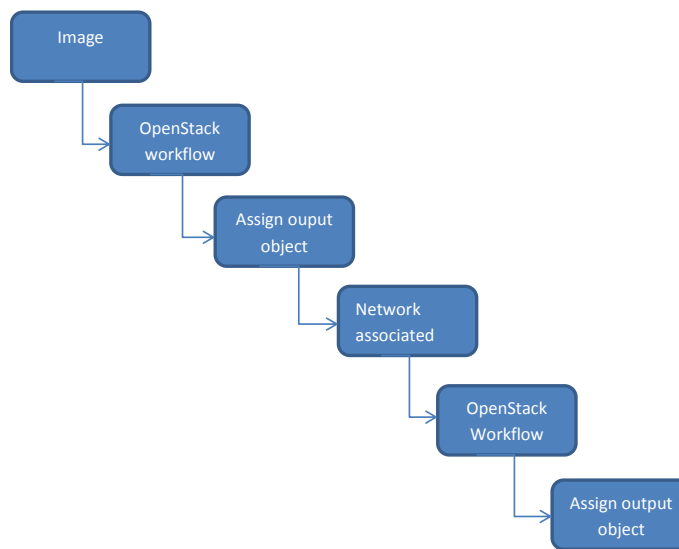 Image
OpenStack
workflow
Assign ouput
object
Network
associated
OpenStack
Workflow
Assign output
object